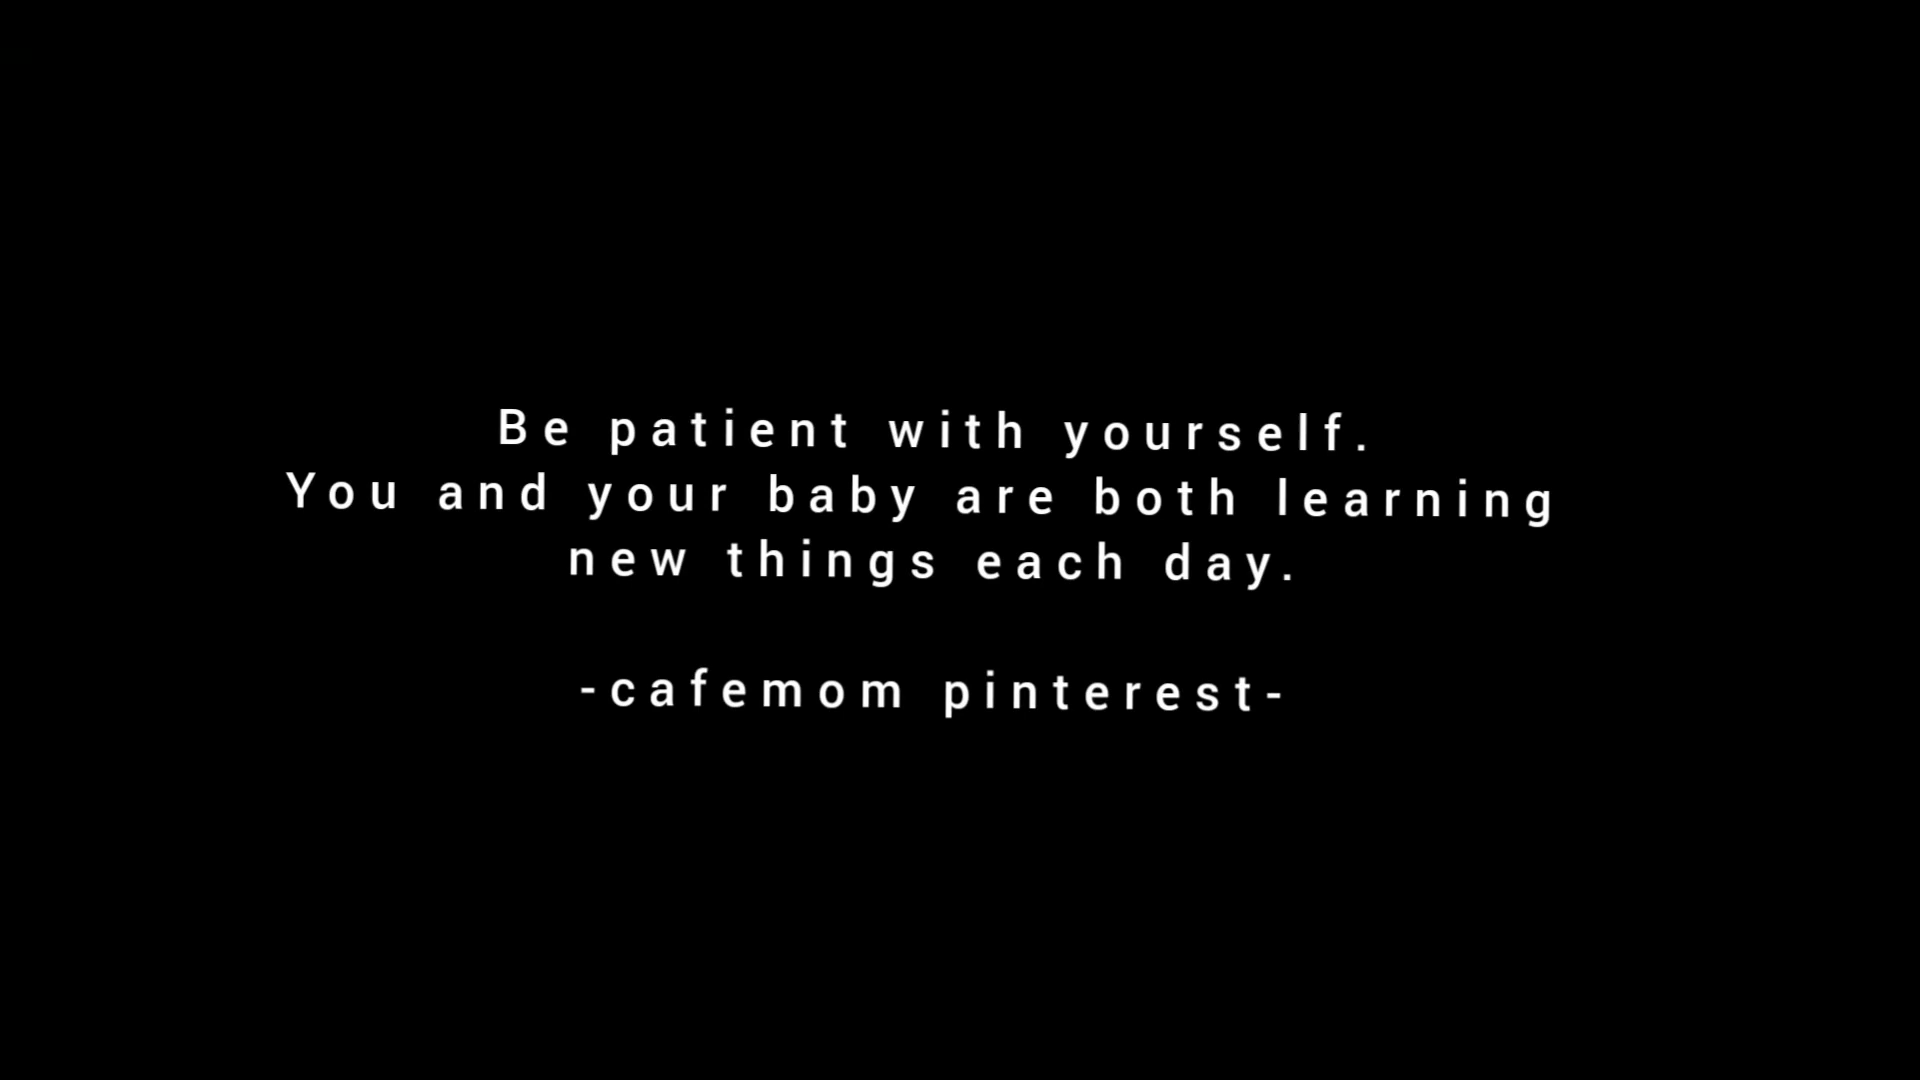 Be patient with yourself.
You and your baby are both learning
new things each day.
-cafemom pinterest-